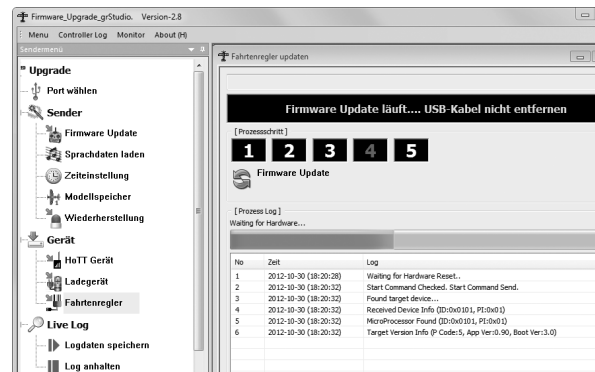 Firmware_Upgrade_grStudio. Version-2.8
Menu Controller Log Monitor About (H)
Sendermenü
Upgrade
Port wählen
Sender
Firmware Update
Sprachdaten laden
Zeiteinstellung
Modellspeicher
Wiederherstellung
Gerät
HoTT Gerät
Ladegerät
Fahrtenregler
Live Log
Logdaten speichern
Log anhalten
Fahrtenregler updaten
Firmware Update läuft.... USB-Kabel nicht entfernen
[ Prozessschritt ]
1 2 3 4 5
Firmware Update
[ Prozess Log ]
Waiting for Hardware...
No Zeit Log
1 2012-10-30 (18:20:28) Waiting for Hardware Reset..
2 2012-10-30 (18:20:32) Start Command Checked. Start Command Send.
3 2012-10-30 (18:20:32) Found target device...
4 2012-10-30 (18:20:32) Received Device Info (ID:0x0101, PI:0x01)
5 2012-10-30 (18:20:32) MicroProcessor Found (ID:0x0101, PI:0x01)
6 2012-10-30 (18:20:32) Target Version Info (P Code:5, App Ver:0.90, Boot Ver:3.0)